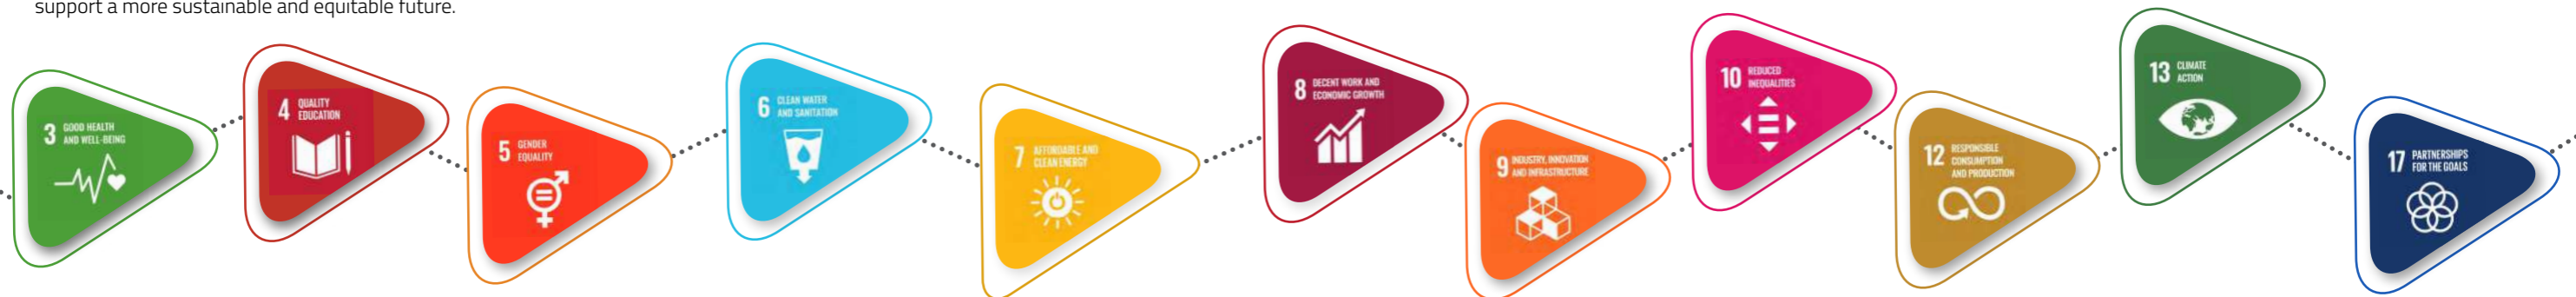 support a more sustainable and equitable future.
3 GOOD HEALTH
AND WELL-BEING
4 QUALITY
EDUCATION
5 GENDER
EQUALITY
6 CLEAN WATER
AND SANITATION
7 AFFORDABLE AND
CLEAN ENERGY
8 DECENT WORK AND
ECONOMIC GROWTH
9 INDUSTRY, INNOVATION
AND INFRASTRUCTURE
10 REDUCED
INEQUALITIES
12 RESPONSIBLE
CONSUMPTION
AND PRODUCTION
13 CLIMATE
ACTION
17 PARTNERSHIPS
FOR THE GOALS